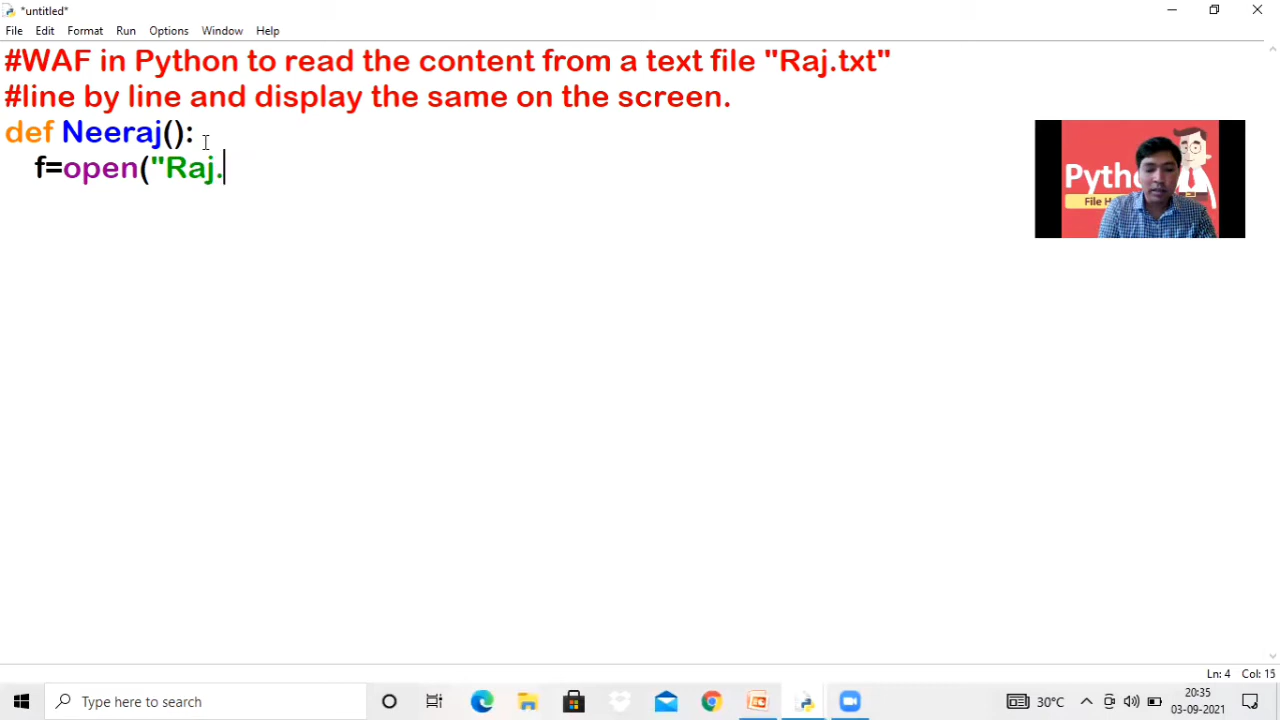 *untitled*
File Edit Format Run Options Window Help
#WAF in Python to read the content from a text file "Raj.txt"
#line by line and display the same on the screen.
def Neeraj():
f=open("Raj.
Pytho
File H
Ln: 4 Col: 15
Type here to search
30°C
20:35
03-09-2021